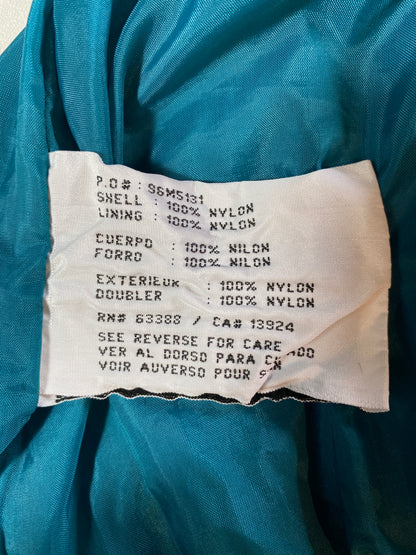 P.O# : 96M5131
SHELL : 100% NYLON
LINING : 100% NYLON
CUERPO : 100% NILON
FORRO : 100% NILON
EXTERIEUR : 100% NYLON
DOUBLER : 100% NYLON
RN# 63388 / CA# 13924
SEE REVERSE FOR CARE
VER AL DORSO PARA
VOIR AUVERSO POUR